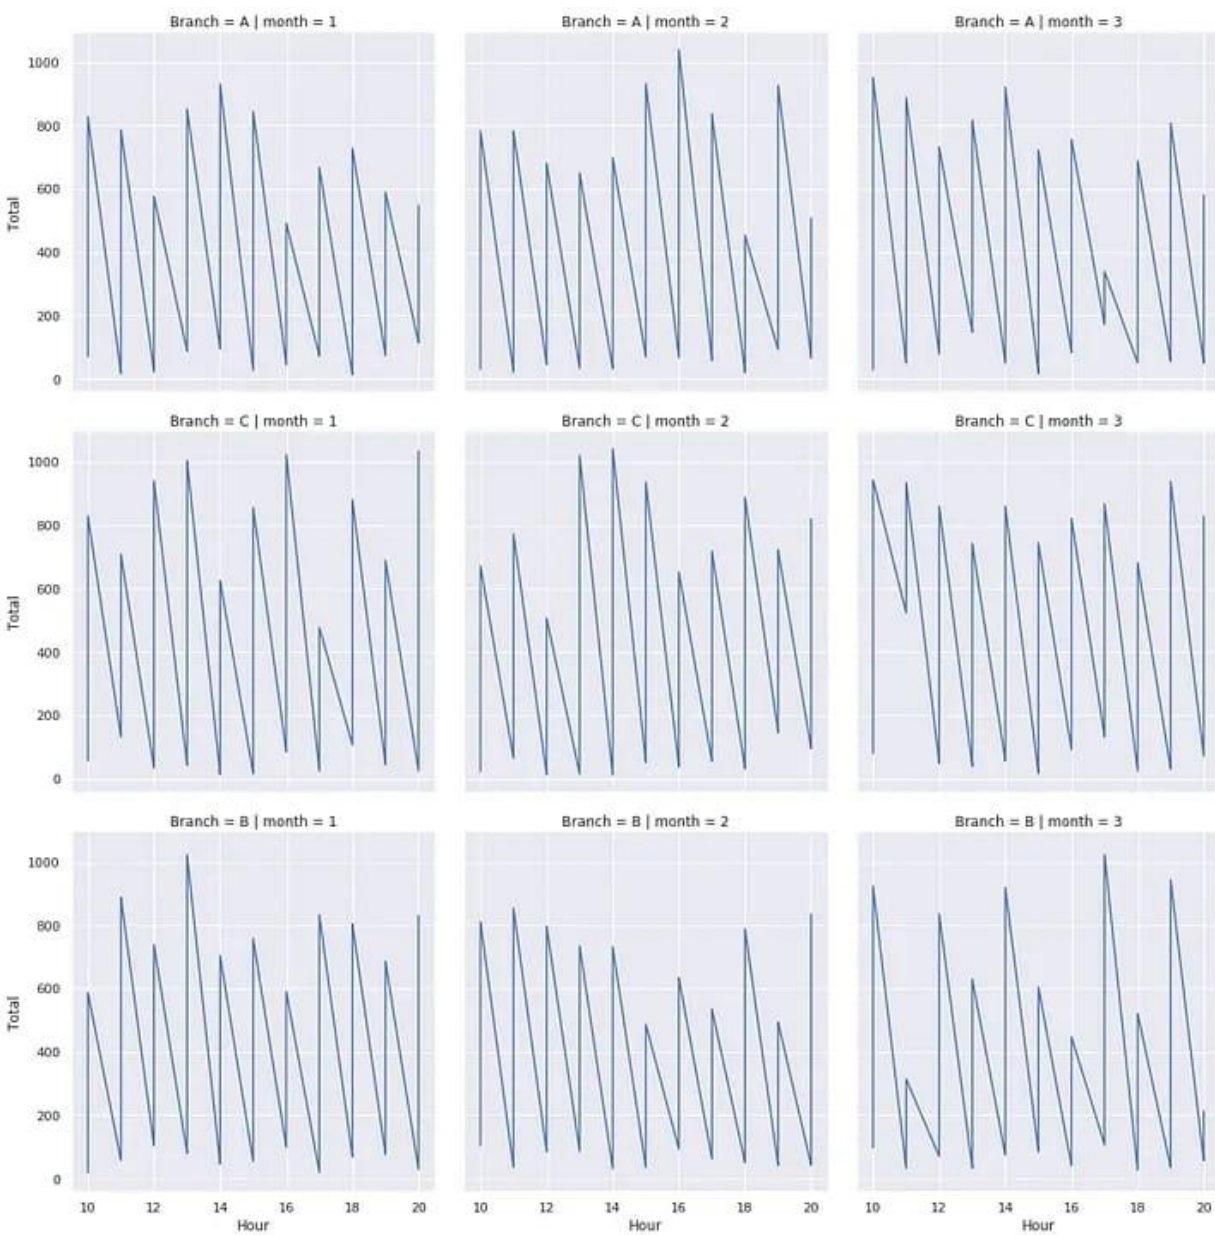 Branch = A | month = 1
Branch = A | month = 2
Branch = A | month = 3
1000
800
600
400
200
0
Total
Branch = C | month = 1
Branch = C | month = 2
Branch = C | month = 3
1000
800
600
400
200
0
Total
Branch = B | month = 1
Branch = B | month = 2
Branch = B | month = 3
1000
800
600
400
200
0
Total
10 12 14 16 18 20
Hour
10 12 14 16 18 20
Hour
10 12 14 16 18 20
Hour